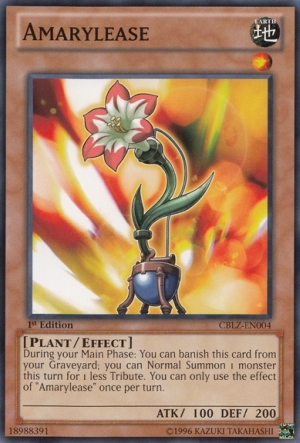 AMARYLEASE
EARTH
地
1st Edition
CBLZ-EN004
[PLANT / EFFECT]
During your Main Phase: You can banish this card from
your Graveyard; you can Normal Summon 1 monster
this turn for 1 less Tribute. You can only use the effect
of "Amarylease" once per turn.
ATK/ 100 DEF/ 200
18988391
©1996 KAZUKI TAKAHASHI